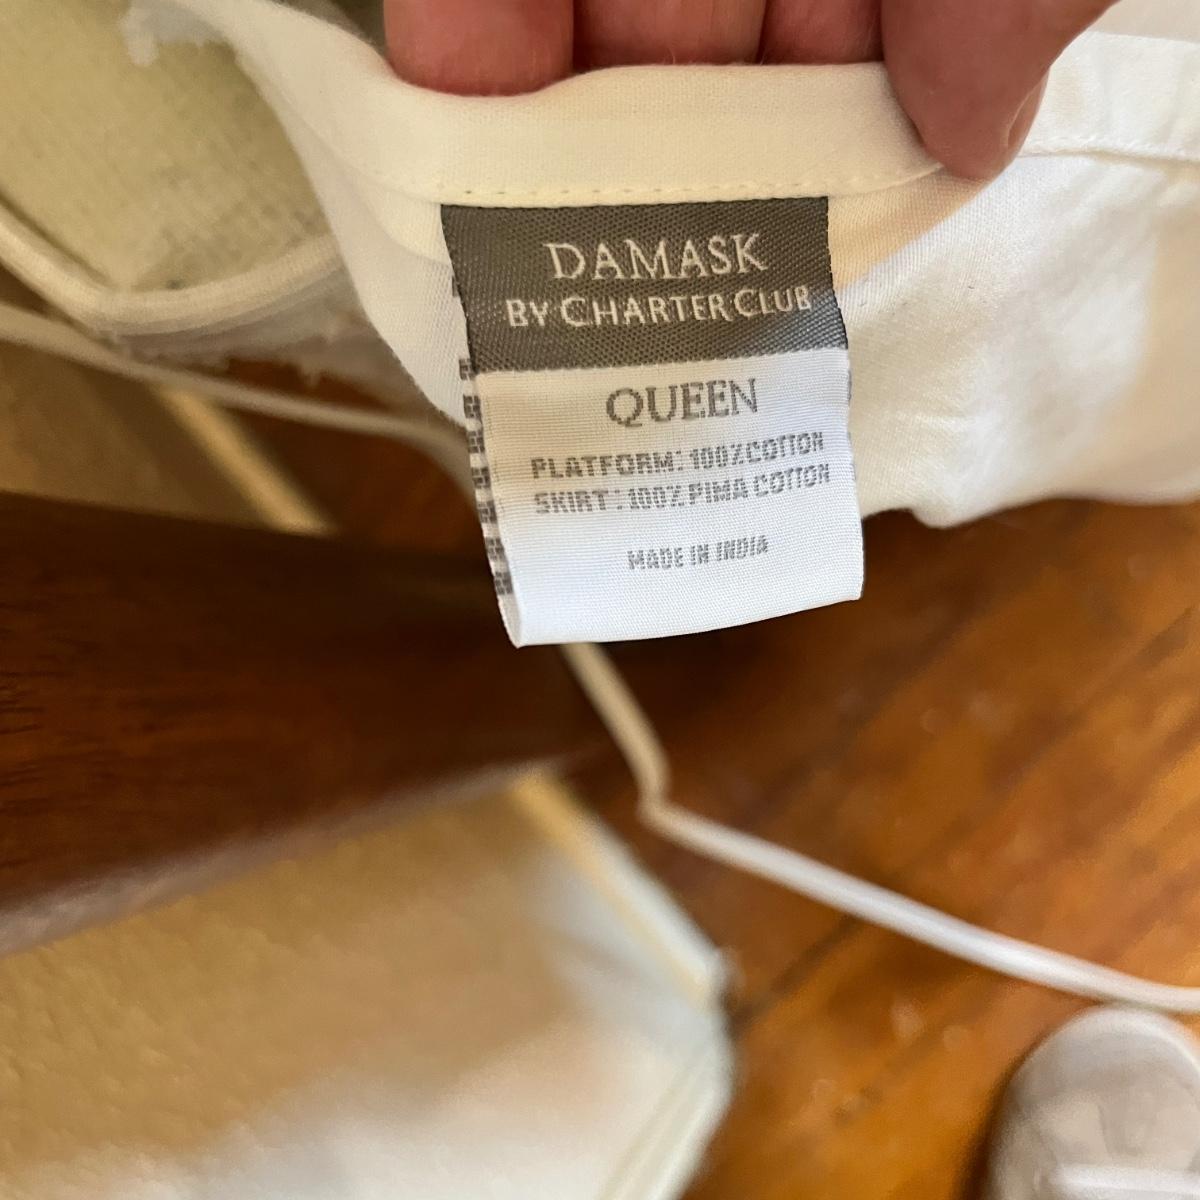 DAMASK
BY CHARTER CLUB
QUEEN
PLATFORM: 100% COTTON
SKIRT : 100% PIMA COTTON
MADE IN INDIA